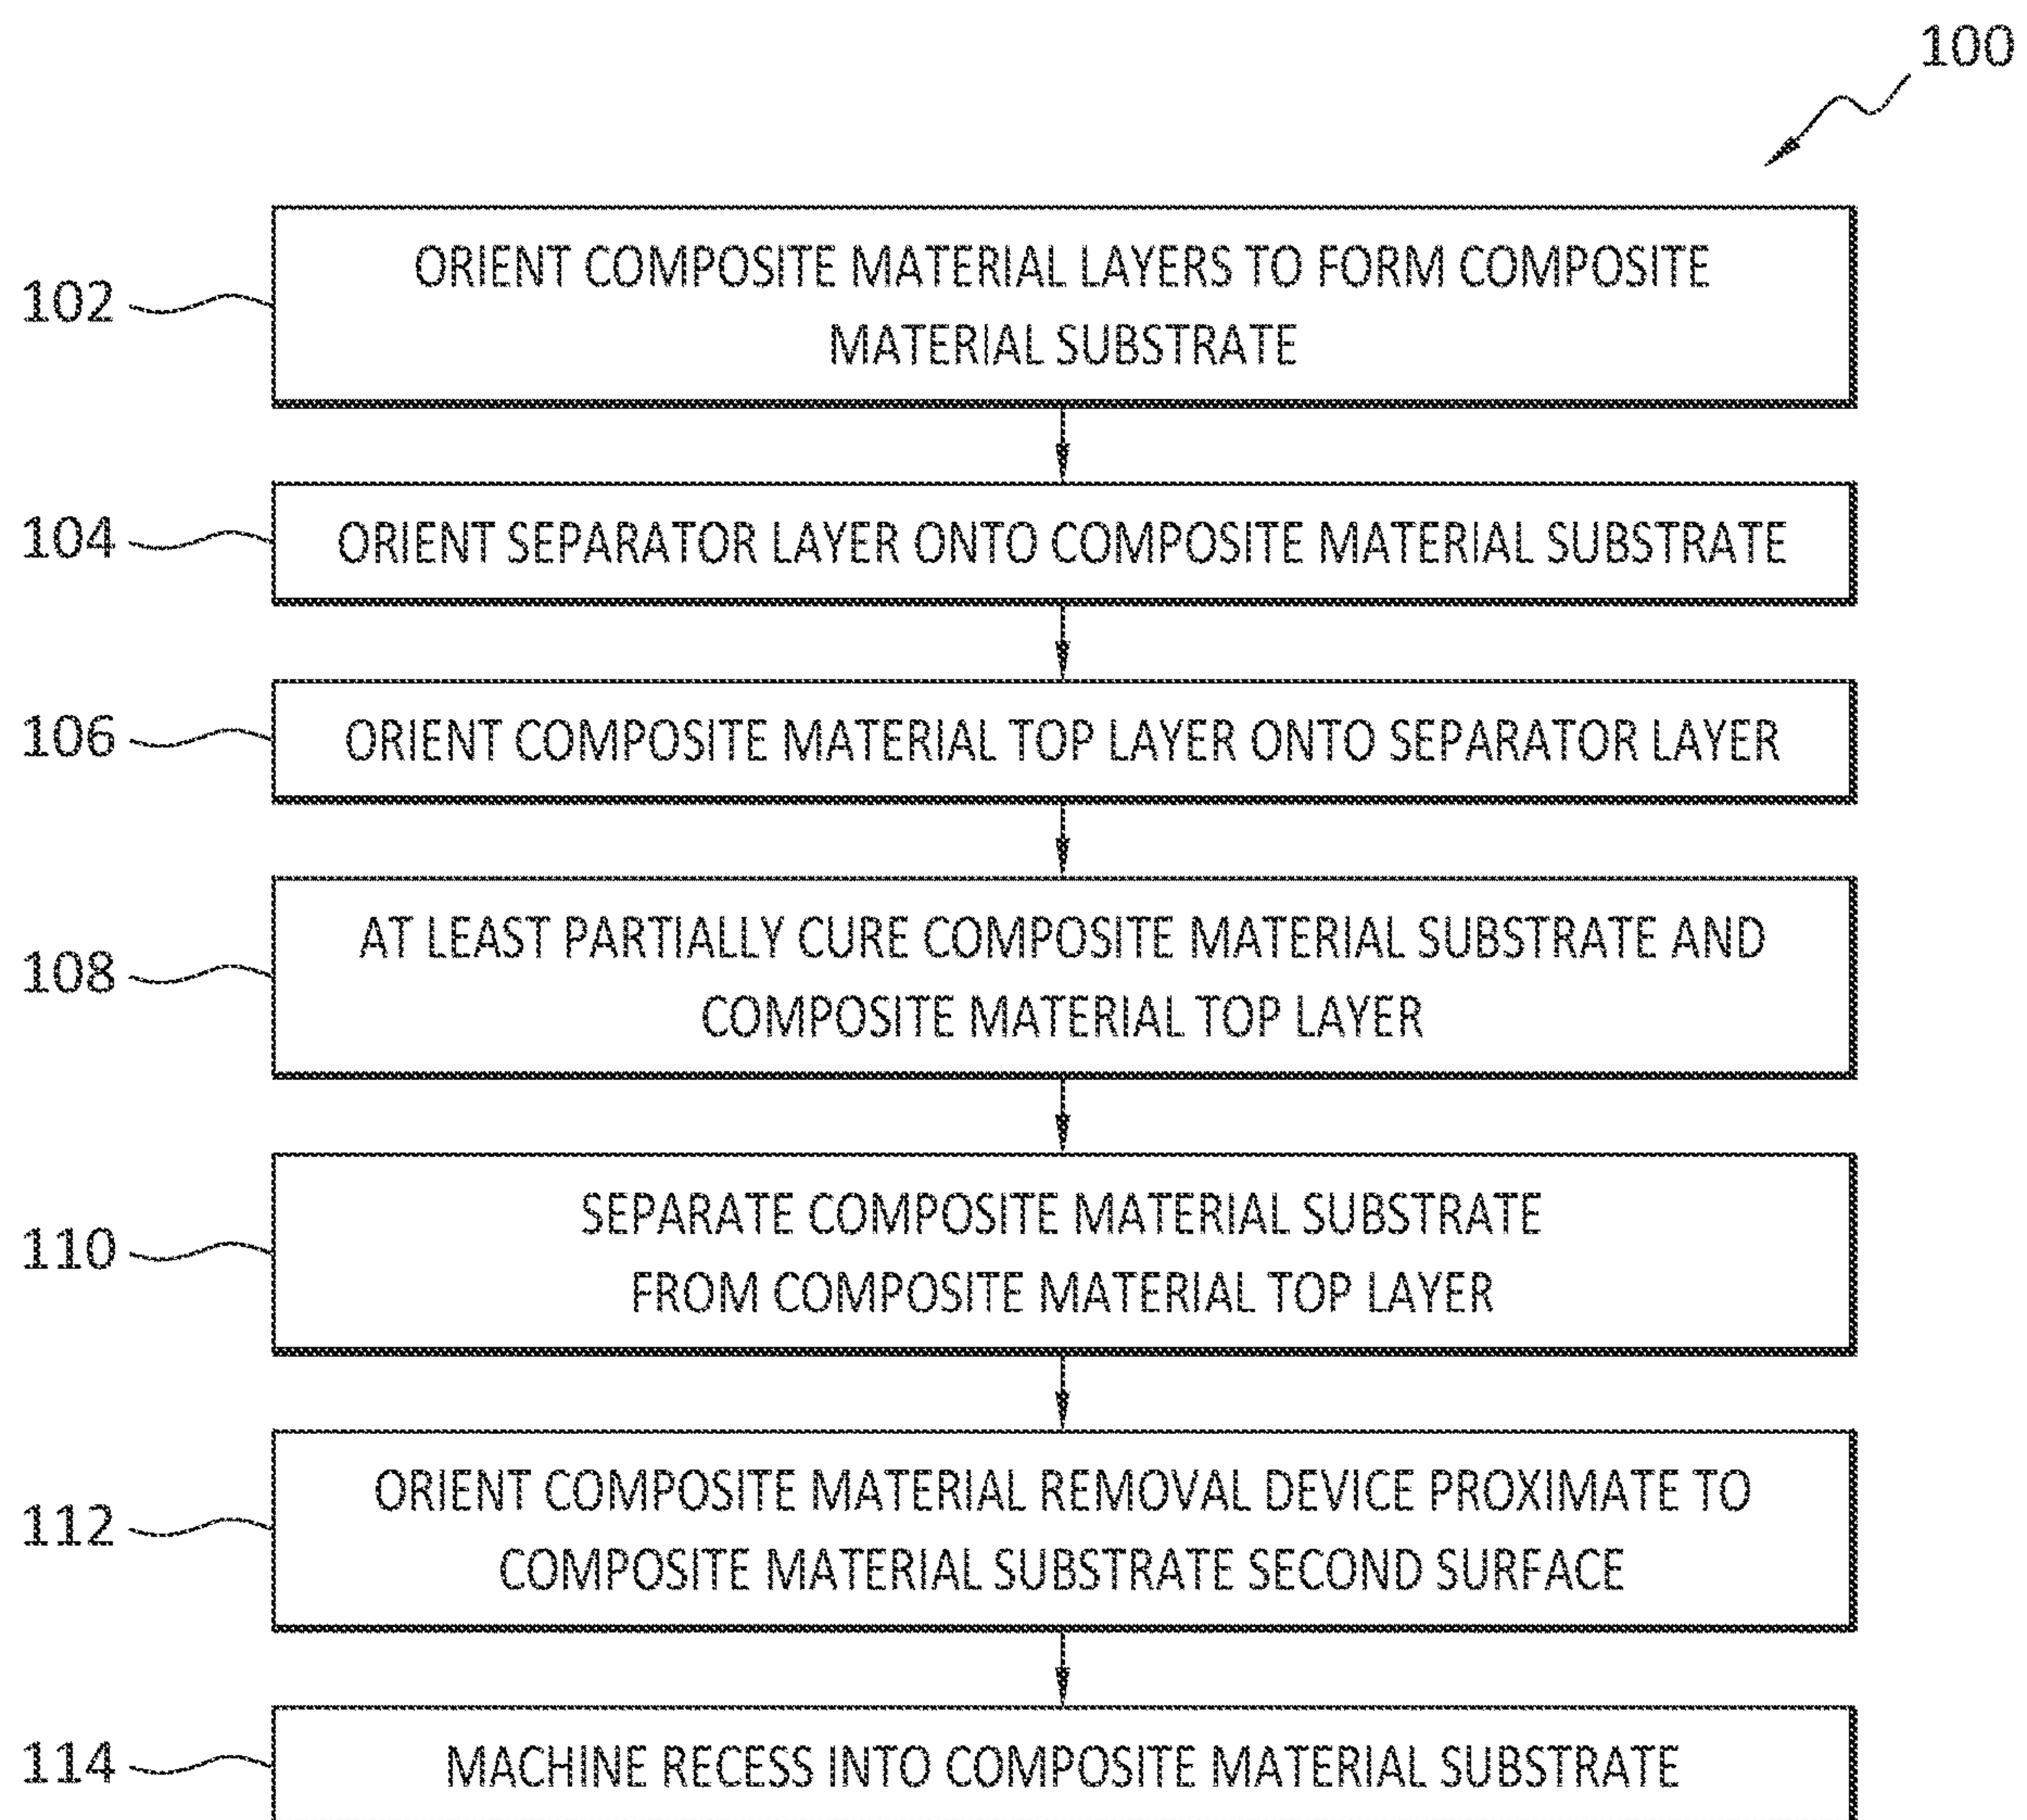 100
102
ORIENT COMPOSITE MATERIAL LAYERS TO FORM COMPOSITE
MATERIAL SUBSTRATE
104
ORIENT SEPARATOR LAYER ONTO COMPOSITE MATERIAL SUBSTRATE
106
ORIENT COMPOSITE MATERIAL TOP LAYER ONTO SEPARATOR LAYER
108
AT LEAST PARTIALLY CURE COMPOSITE MATERIAL SUBSTRATE AND
COMPOSITE MATERIAL TOP LAYER
110
SEPARATE COMPOSITE MATERIAL SUBSTRATE
FROM COMPOSITE MATERIAL TOP LAYER
112
ORIENT COMPOSITE MATERIAL REMOVAL DEVICE PROXIMATE TO
COMPOSITE MATERIAL SUBSTRATE SECOND SURFACE
114
MACHINE RECESS INTO COMPOSITE MATERIAL SUBSTRATE